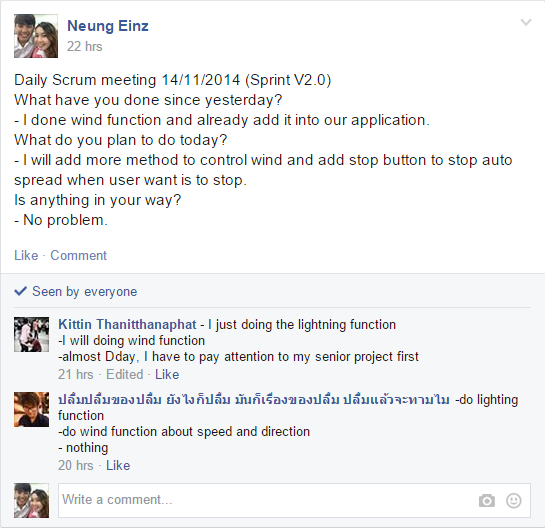 Neung Einz
22 hrs
Daily Scrum meeting 14/11/2014 (Sprint V2.0)
What have you done since yesterday?
- I done wind function and already add it into our application.
What do you plan to do today?
- I will add more method to control wind and add stop button to stop auto
spread when user want is to stop.
Is anything in your way?
- No problem.
Like · Comment
Seen by everyone
Kittin Thanitthanaphat - I just doing the lightning function
-I will doing wind function
-almost Dday, I have to pay attention to my senior project first
21 hrs · Edited · Like
ปลื้มปลื้มของปลื้ม ยังไงก็ปลื้ม มันก็เรื่องของปลื้ม ปลื้มแล้วจะทามไม -do lighting
function
-do wind function about speed and direction
- nothing
20 hrs · Like
Write a comment...